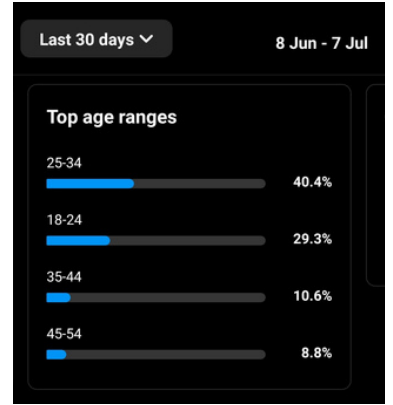 Last 30 days
8 Jun - 7 Jul
Top age ranges
25-34
40.4%
18-24
29.3%
35-44
10.6%
45-54
8.8%